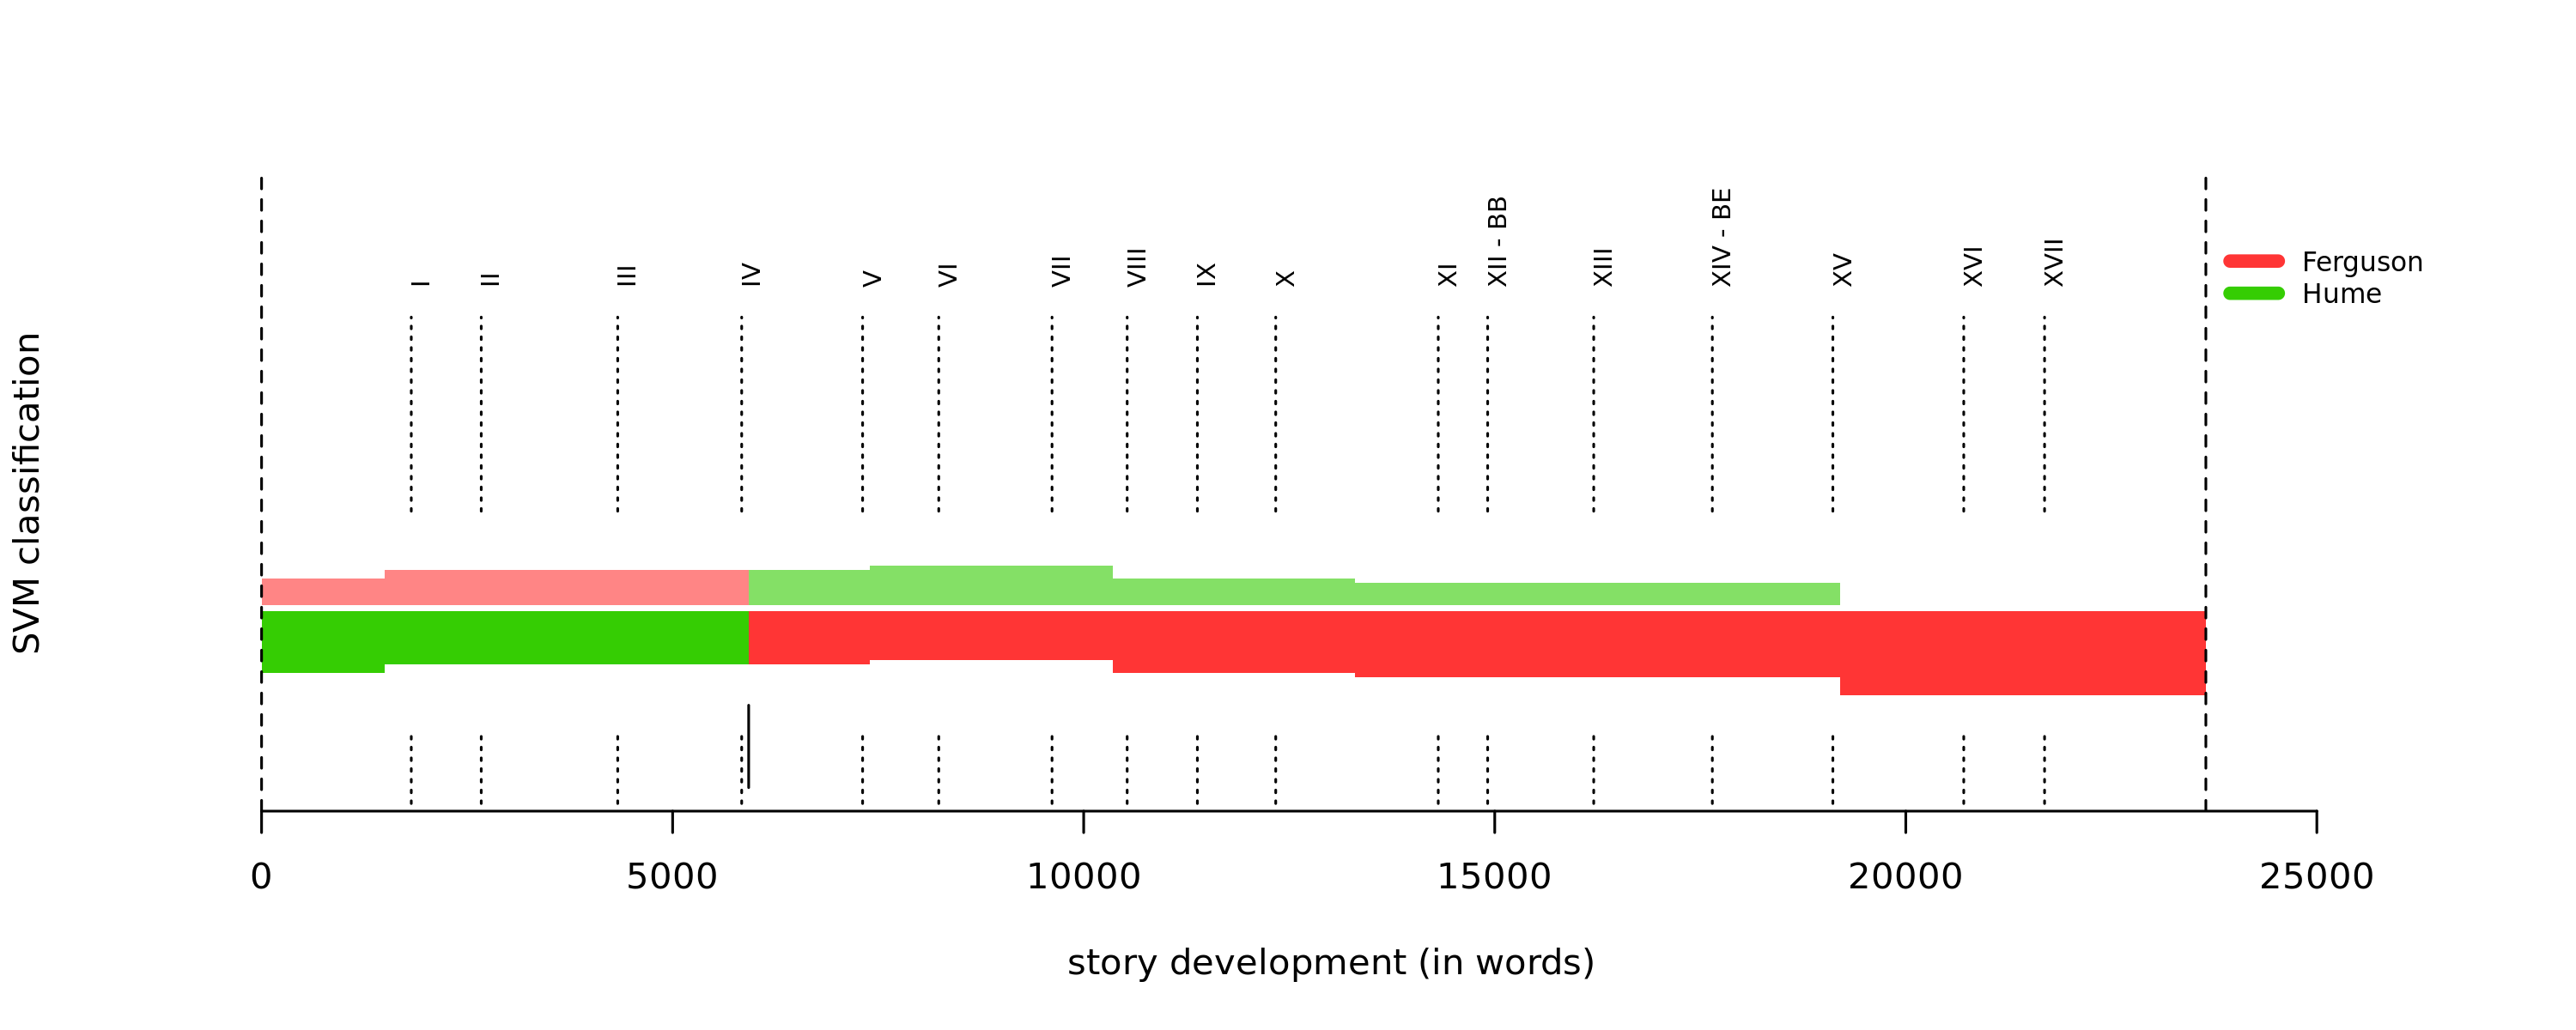 I
II
III
IV
V
VI
VII
VIII
IX
X
XI
XII - BB
XIII
XIV - BE
XV
XVI
XVII
Ferguson
Hume
SVM classification
0 5000 10000 15000 20000 25000
story development (in words)